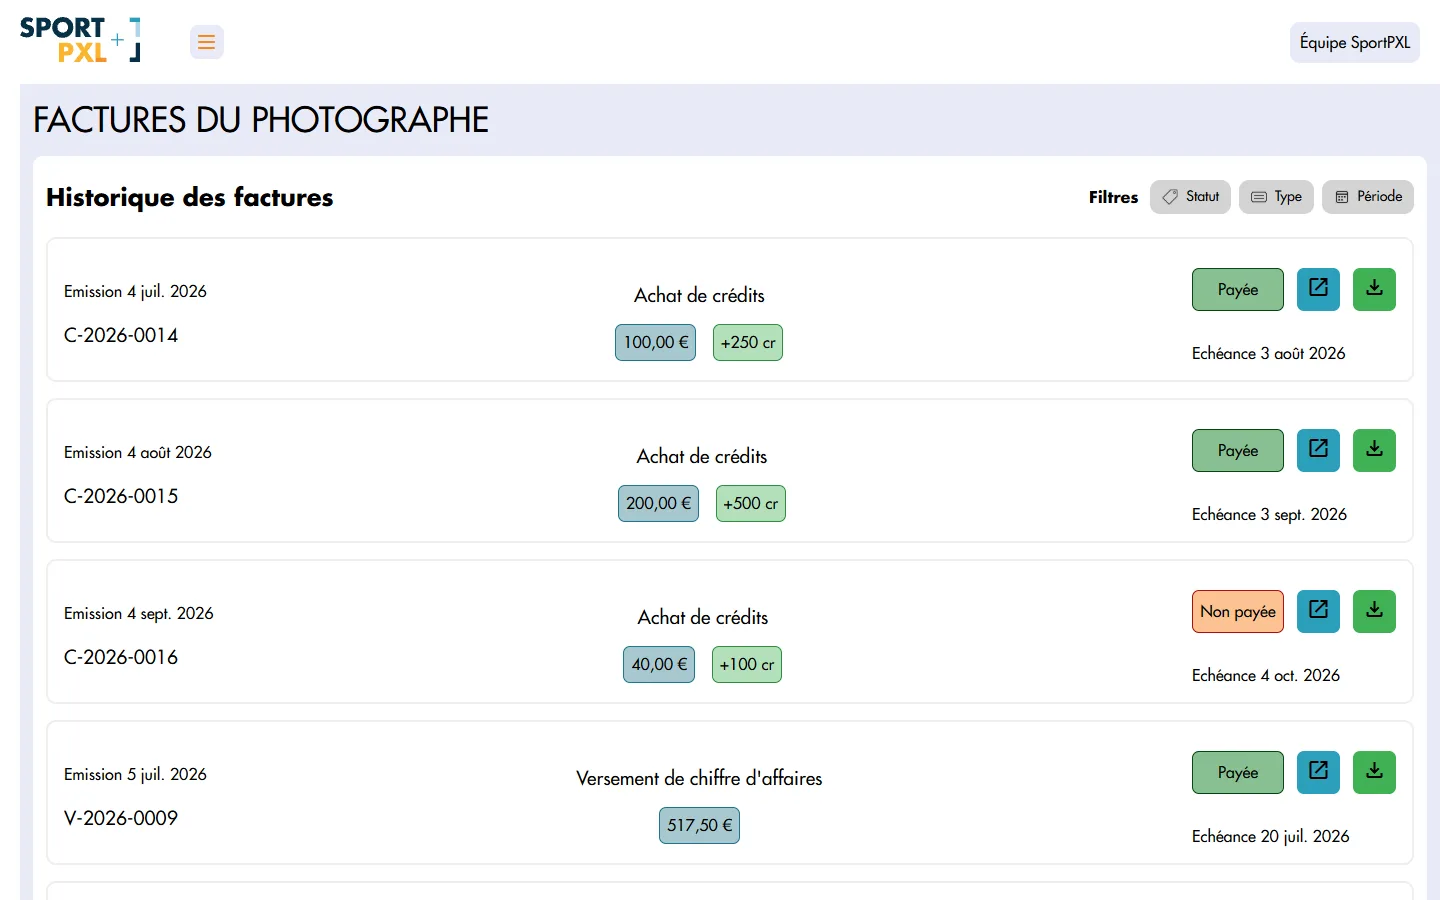 SPORT
PXL
Équipe SportPXL
FACTURES DU PHOTOGRAPHE
Historique des factures
Filtres
Statut
Type
Période
Emission 4 juil. 2026
C-2026-0014
Achat de crédits
100,00 €
+250 cr
Payée
Echéance 3 août 2026
Emission 4 août 2026
C-2026-0015
Achat de crédits
200,00 €
+500 cr
Payée
Echéance 3 sept. 2026
Emission 4 sept. 2026
C-2026-0016
Achat de crédits
40,00 €
+100 cr
Non payée
Echéance 4 oct. 2026
Emission 5 juil. 2026
V-2026-0009
Versement de chiffre d'affaires
517,50 €
Payée
Echéance 20 juil. 2026